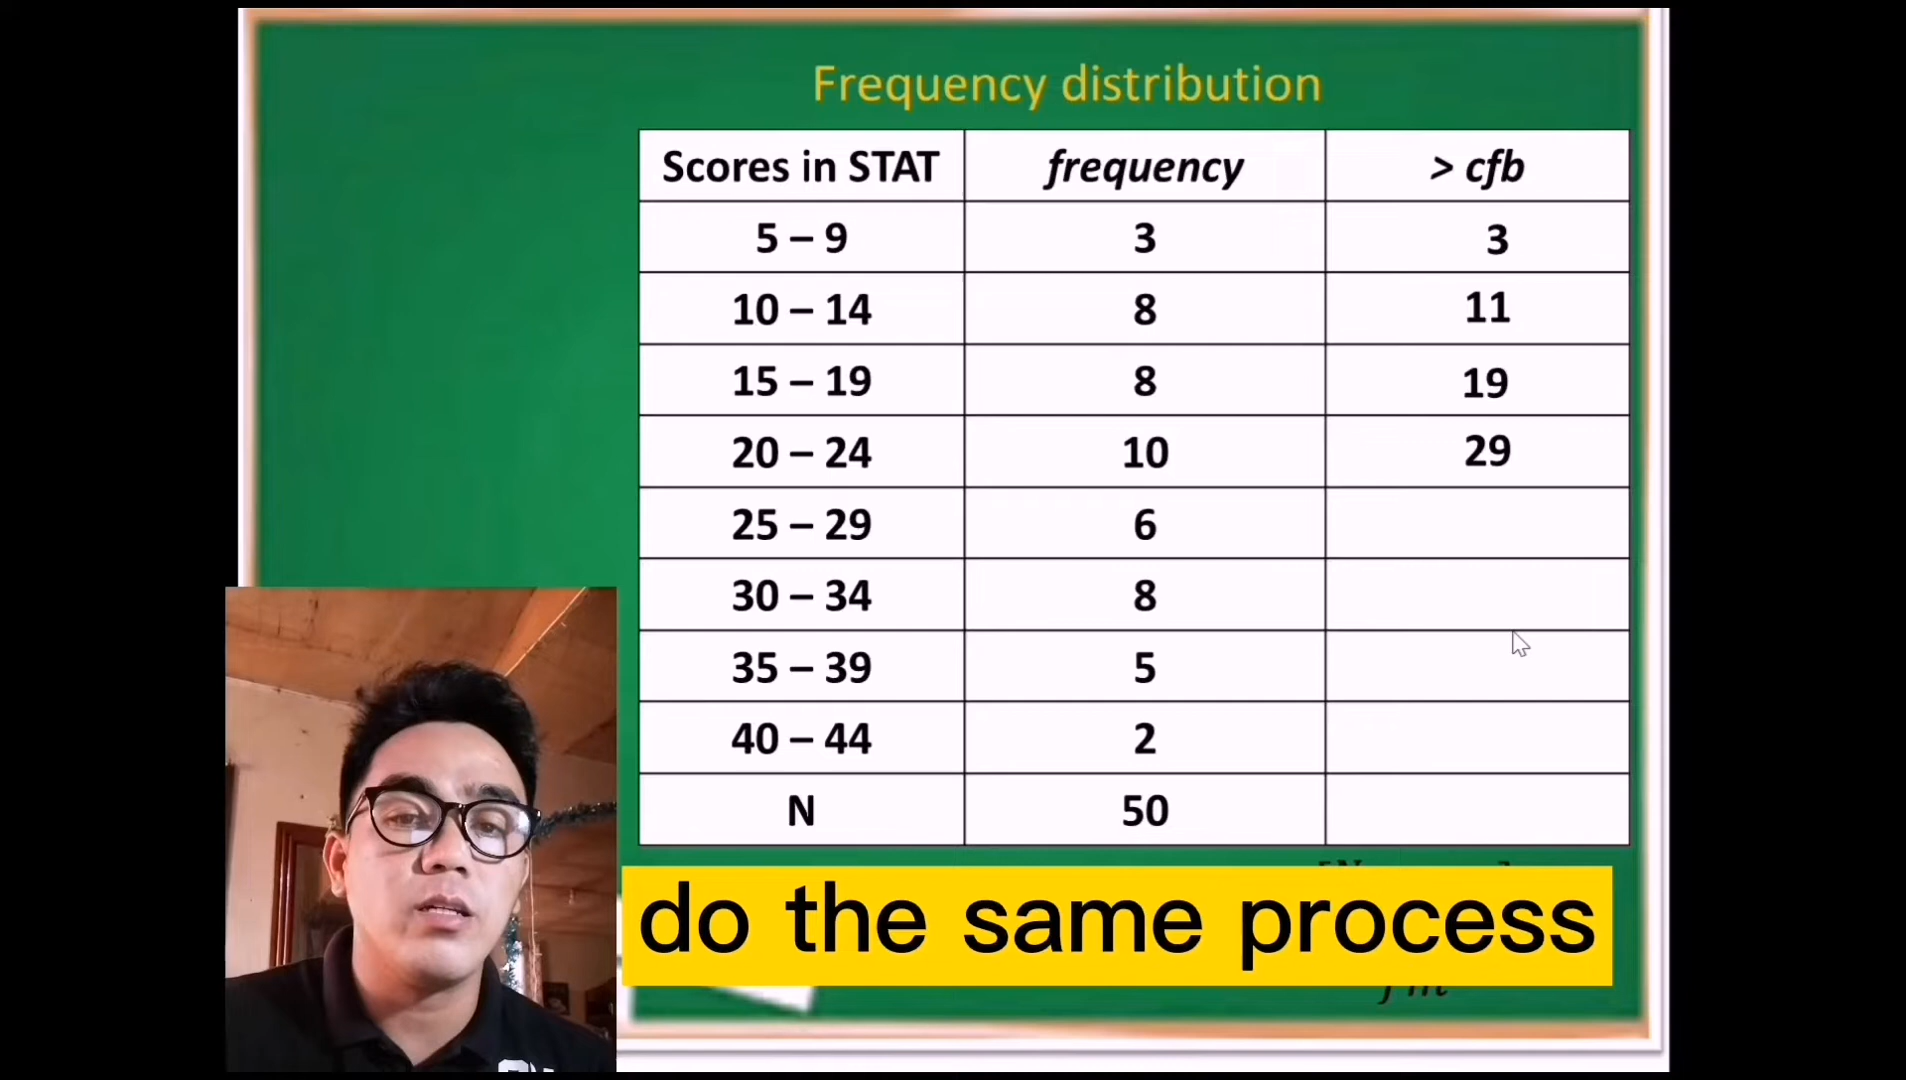 Frequency distribution
Scores in STAT frequency > cfb
5 – 9 3 3
10 – 14 8 11
15 – 19 8 19
20 – 24 10 29
25 – 29 6
30 – 34 8
35 – 39 5
40 – 44 2
N 50
do the same process